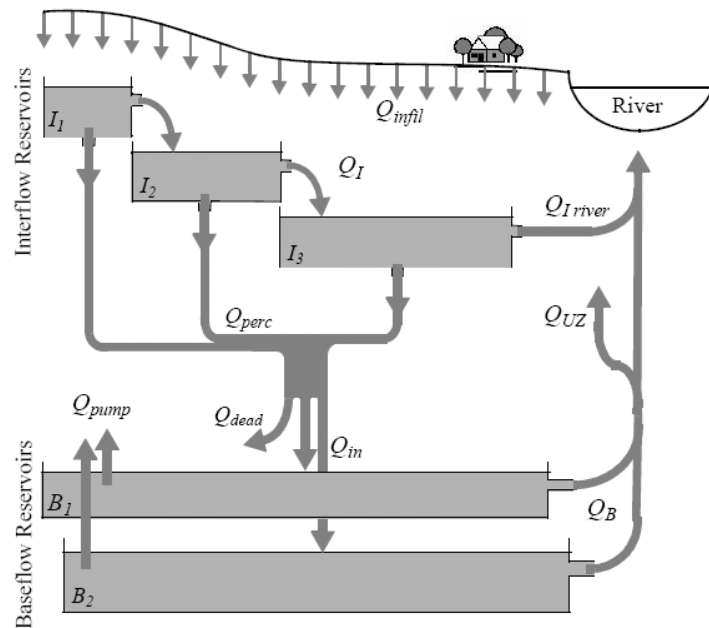 Interflow Reservoirs
Baseflow Reservoirs
River
Q_infil
I_1
I_2
I_3
Q_I
Q_I river
Q_perc
Q_UZ
Q_pump
Q_dead
Q_in
B_1
Q_B
B_2